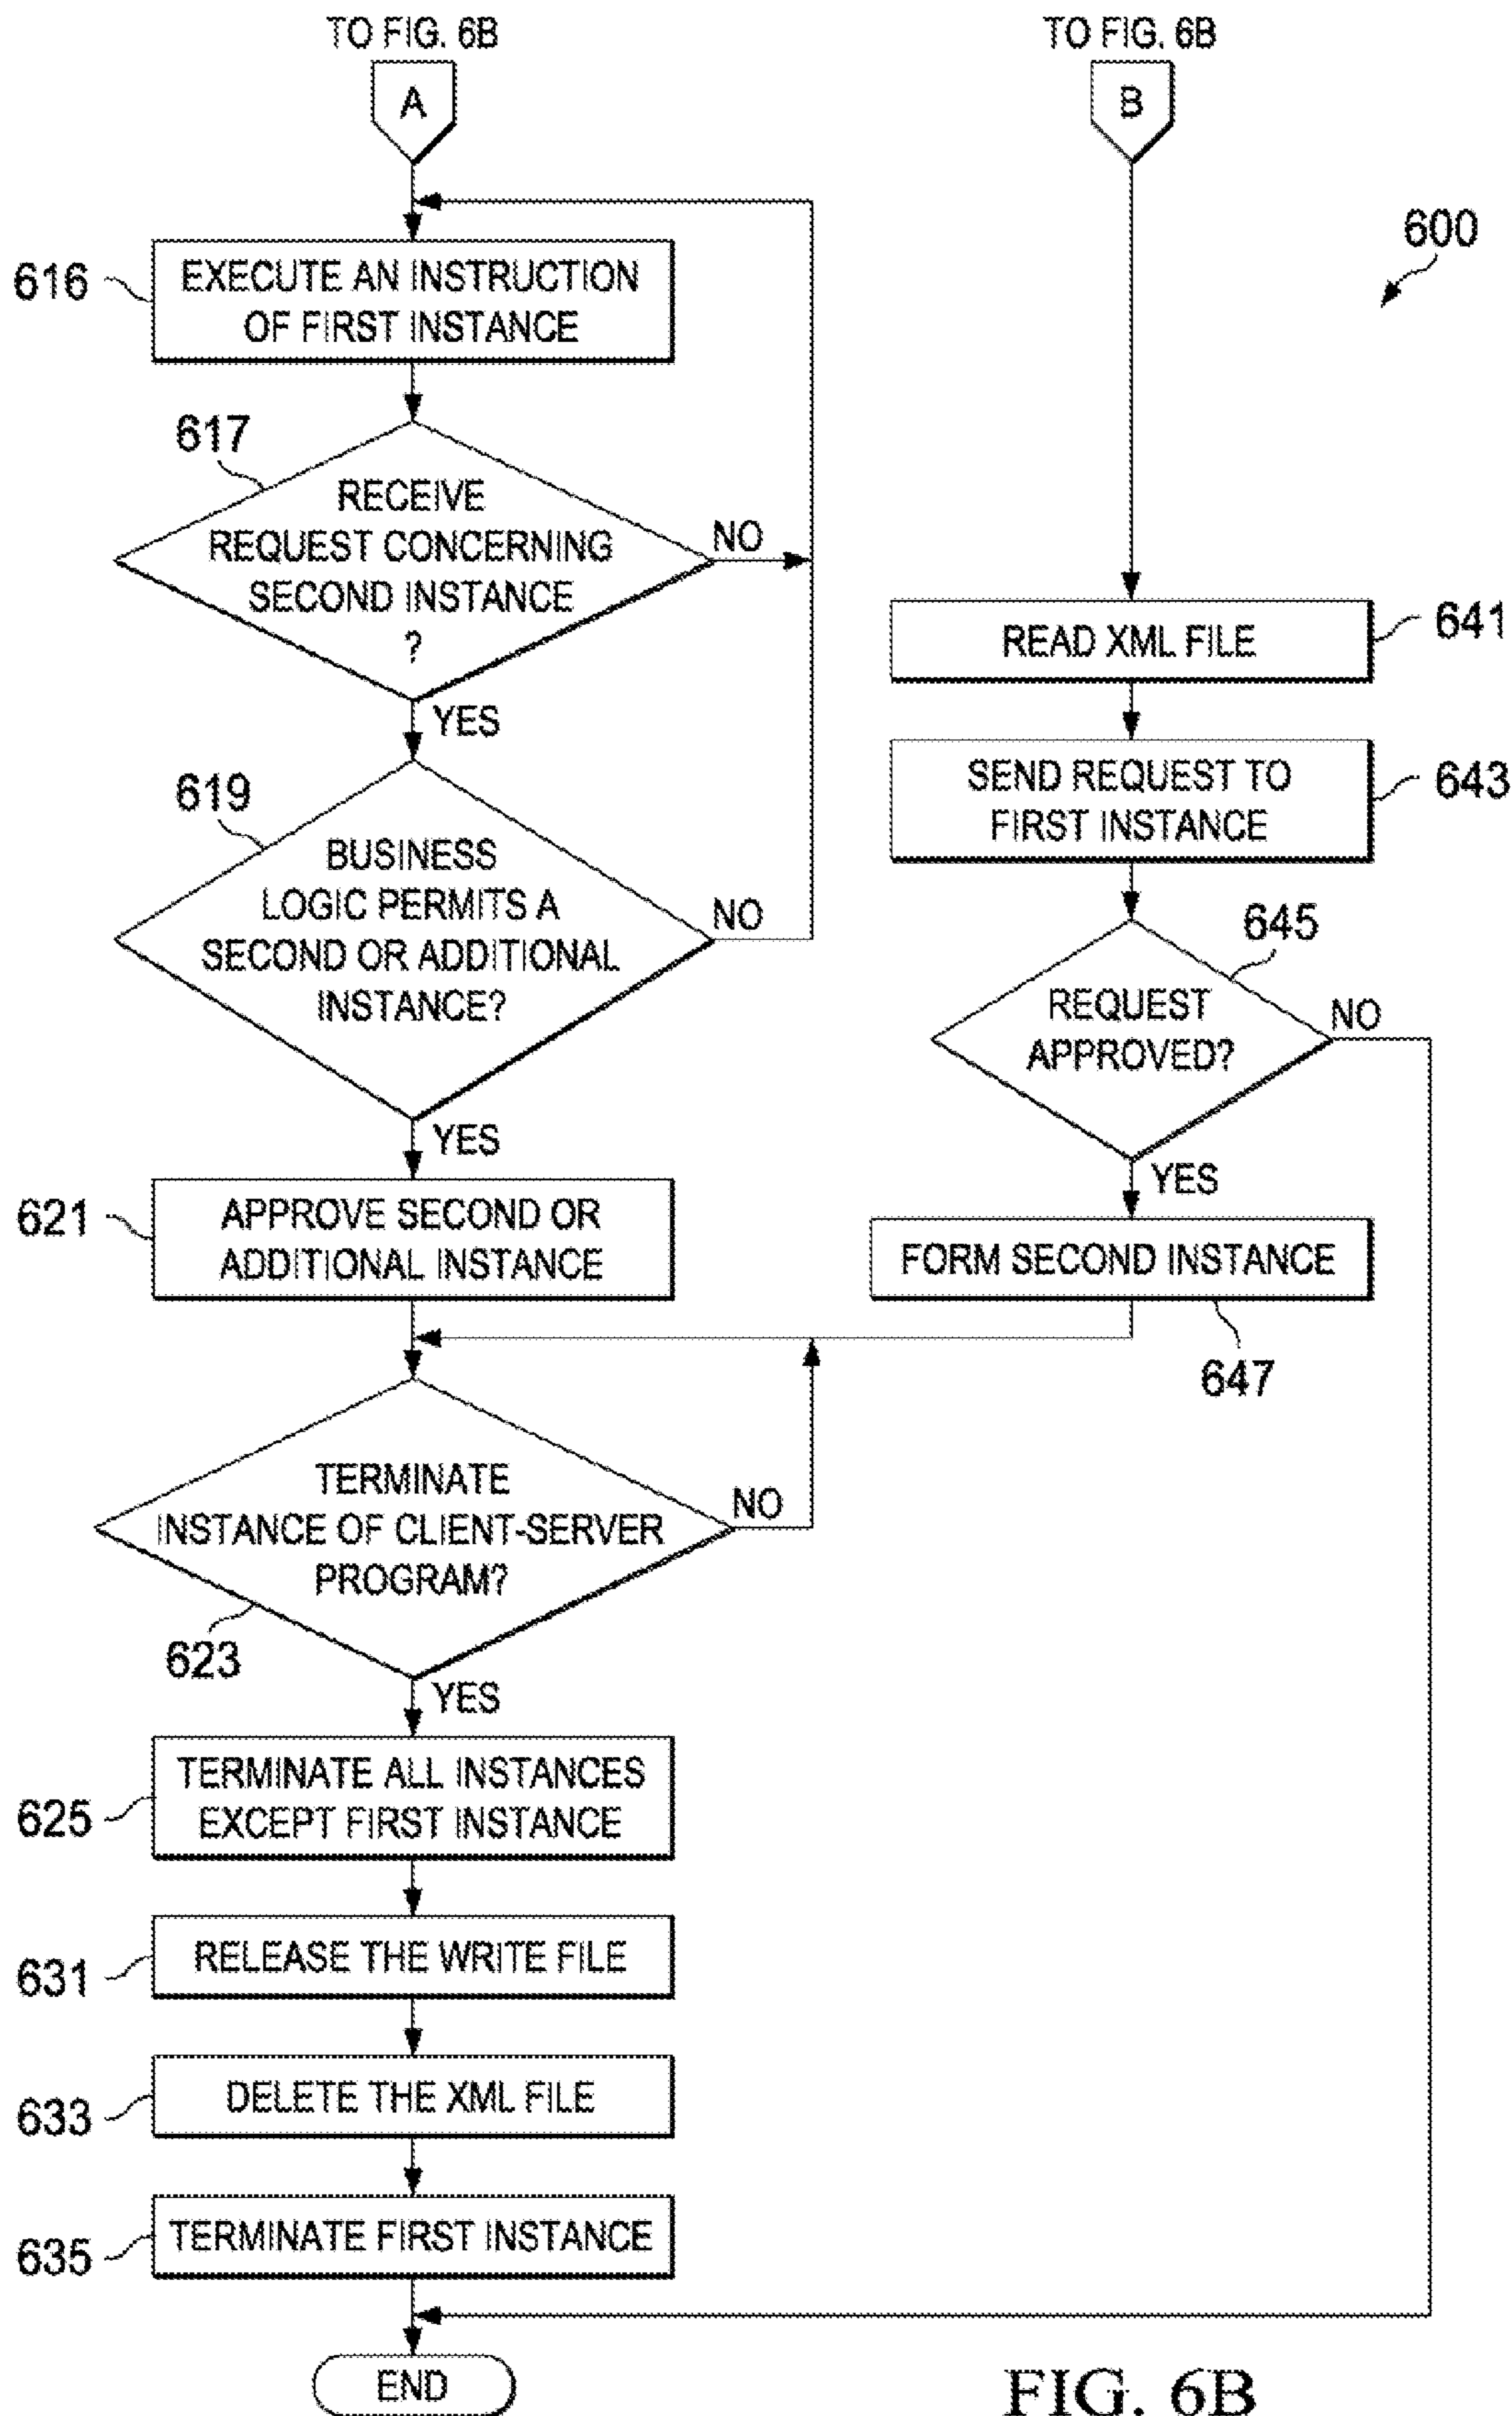 TO FIG. 6B
A
616
EXECUTE AN INSTRUCTION
OF FIRST INSTANCE
617
RECEIVE
REQUEST CONCERNING
SECOND INSTANCE
?
NO
YES
619
BUSINESS
LOGIC PERMITS A
SECOND OR ADDITIONAL
INSTANCE?
NO
YES
621
APPROVE SECOND OR
ADDITIONAL INSTANCE
TERMINATE
INSTANCE OF CLIENT-SERVER
PROGRAM?
NO
623
YES
625
TERMINATE ALL INSTANCES
EXCEPT FIRST INSTANCE
631
RELEASE THE WRITE FILE
633
DELETE THE XML FILE
635
TERMINATE FIRST INSTANCE
END
TO FIG. 6B
B
600
READ XML FILE
641
SEND REQUEST TO
FIRST INSTANCE
643
645
REQUEST
APPROVED?
NO
YES
FORM SECOND INSTANCE
647
FIG. 6B